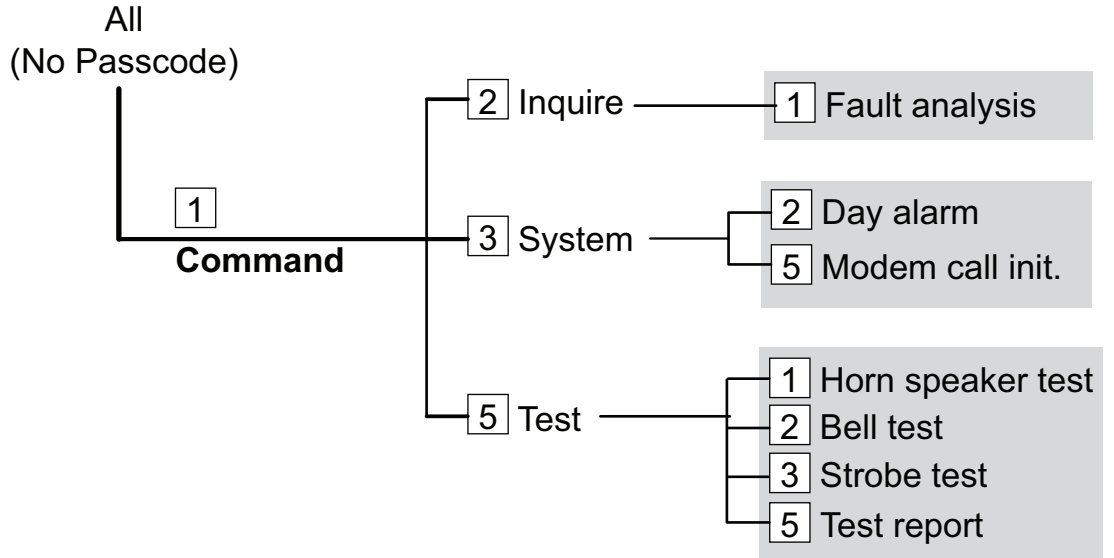 All
(No Passcode)
1
Command
2 Inquire
1 Fault analysis
3 System
2 Day alarm
5 Modem call init.
5 Test
1 Horn speaker test
2 Bell test
3 Strobe test
5 Test report